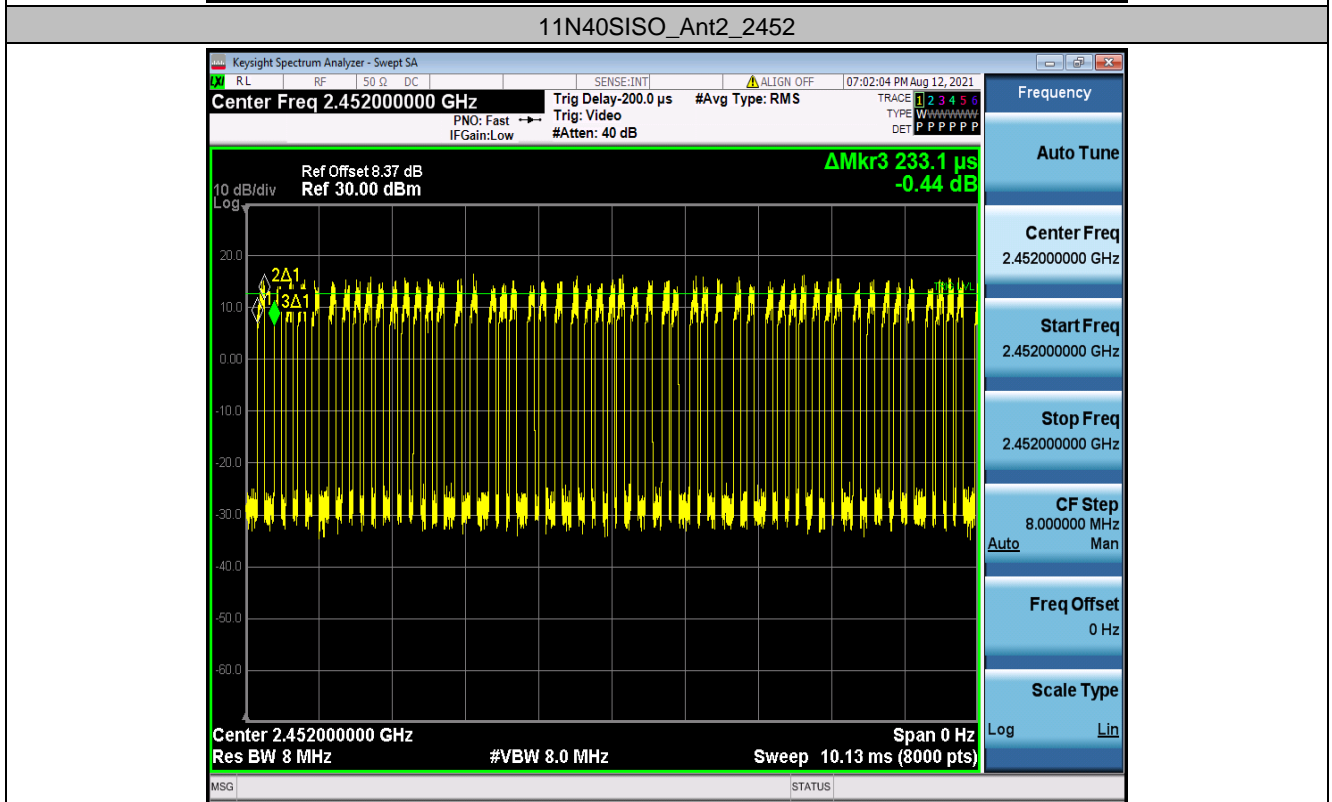 11N40SISO_Ant2_2452
Keysight Spectrum Analyzer - Swept SA
LXI RL RF 50 Ω DC SENSE:INT ALIGN OFF 07:02:04 PM Aug 12, 2021
Center Freq 2.452000000 GHz
PNO: Fast
IFGain:Low
Trig Delay-200.0 µs
Trig: Video
#Atten: 40 dB
#Avg Type: RMS
TRACE 1 2 3 4 5 6
TYPE WWWWWW
DET P P P P P P
ΔMkr3 233.1 µs
-0.44 dB
Ref Offset 8.37 dB
10 dB/div Ref 30.00 dBm
Log
20.0
10.0
0.00
-10.0
-20.0
-30.0
-40.0
-50.0
-60.0
2Δ1
1
3Δ1
Center 2.452000000 GHz Span 0 Hz
Res BW 8 MHz #VBW 8.0 MHz Sweep 10.13 ms (8000 pts)
MSG STATUS
Frequency
Auto Tune
Center Freq
2.452000000 GHz
Start Freq
2.452000000 GHz
Stop Freq
2.452000000 GHz
CF Step
8.000000 MHz
Auto Man
Freq Offset
0 Hz
Scale Type
Log Lin